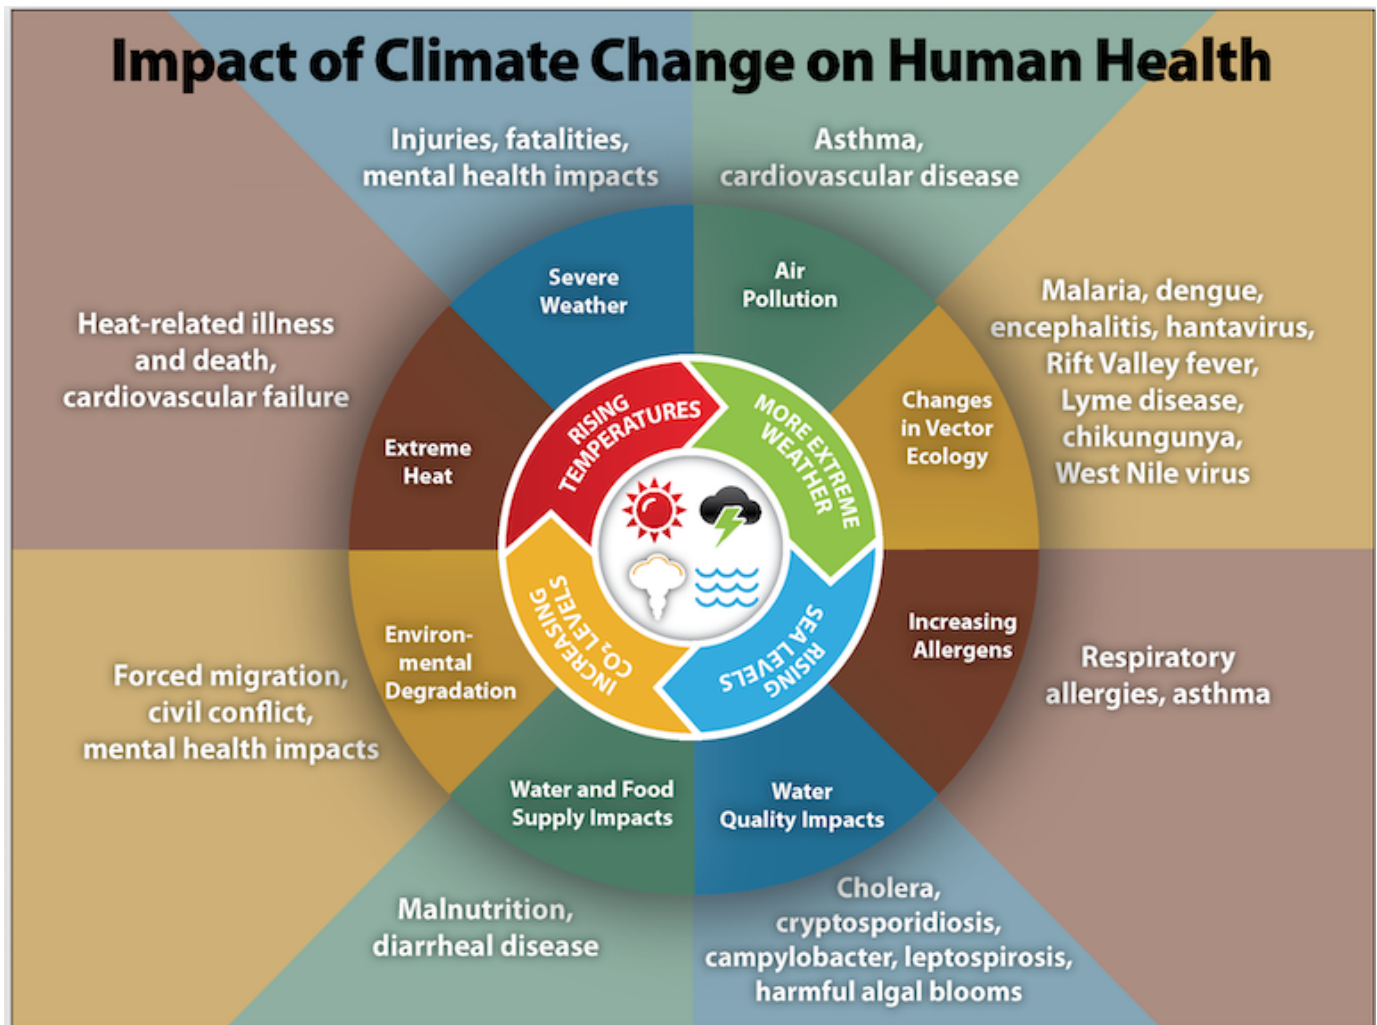 Impact of Climate Change on Human Health
Injuries, fatalities,
mental health impacts
Asthma,
cardiovascular disease
Severe
Weather
Air
Pollution
Heat-related illness
and death,
cardiovascular failure
Extreme
Heat
Changes
in Vector
Ecology
Malaria, dengue,
encephalitis, hantavirus,
Rift Valley fever,
Lyme disease,
chikungunya,
West Nile virus
RISING
TEMPERATURES
MORE EXTREME
WEATHER
INCREASING
CO₂ LEVELS
RISING
SEA LEVELS
Environ-
mental
Degradation
Forced migration,
civil conflict,
mental health impacts
Increasing
Allergens
Respiratory
allergies, asthma
Water and Food
Supply Impacts
Water
Quality Impacts
Malnutrition,
diarrheal disease
Cholera,
cryptosporidiosis,
campylobacter, leptospirosis,
harmful algal blooms